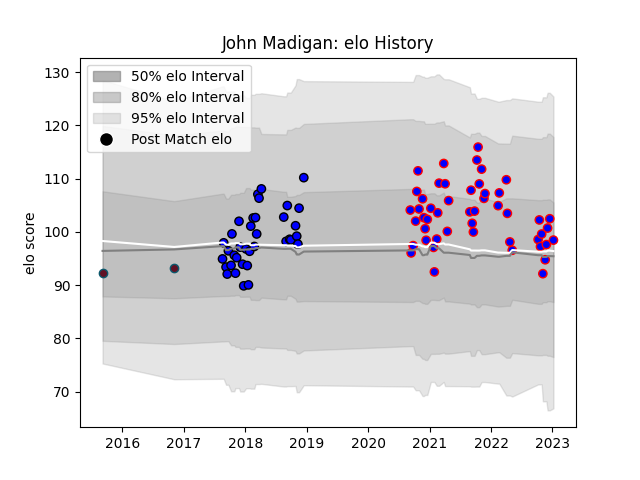 John Madigan: elo History
50% elo Interval
80% elo Interval
95% elo Interval
Post Match elo
elo score
130
120
110
100
90
80
70
2016
2017
2018
2019
2020
2021
2022
2023